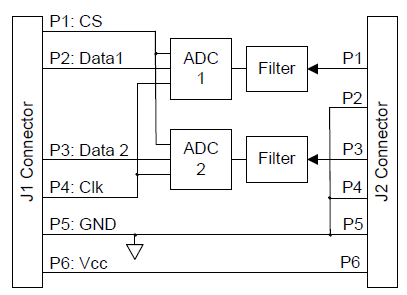 P1: CS
P2: Data1
ADC
1
Filter
P1
P2
J1 Connector
J2 Connector
P3: Data 2
ADC
2
Filter
P3
P4: Clk
P4
P5: GND
P5
P6: Vcc
P6